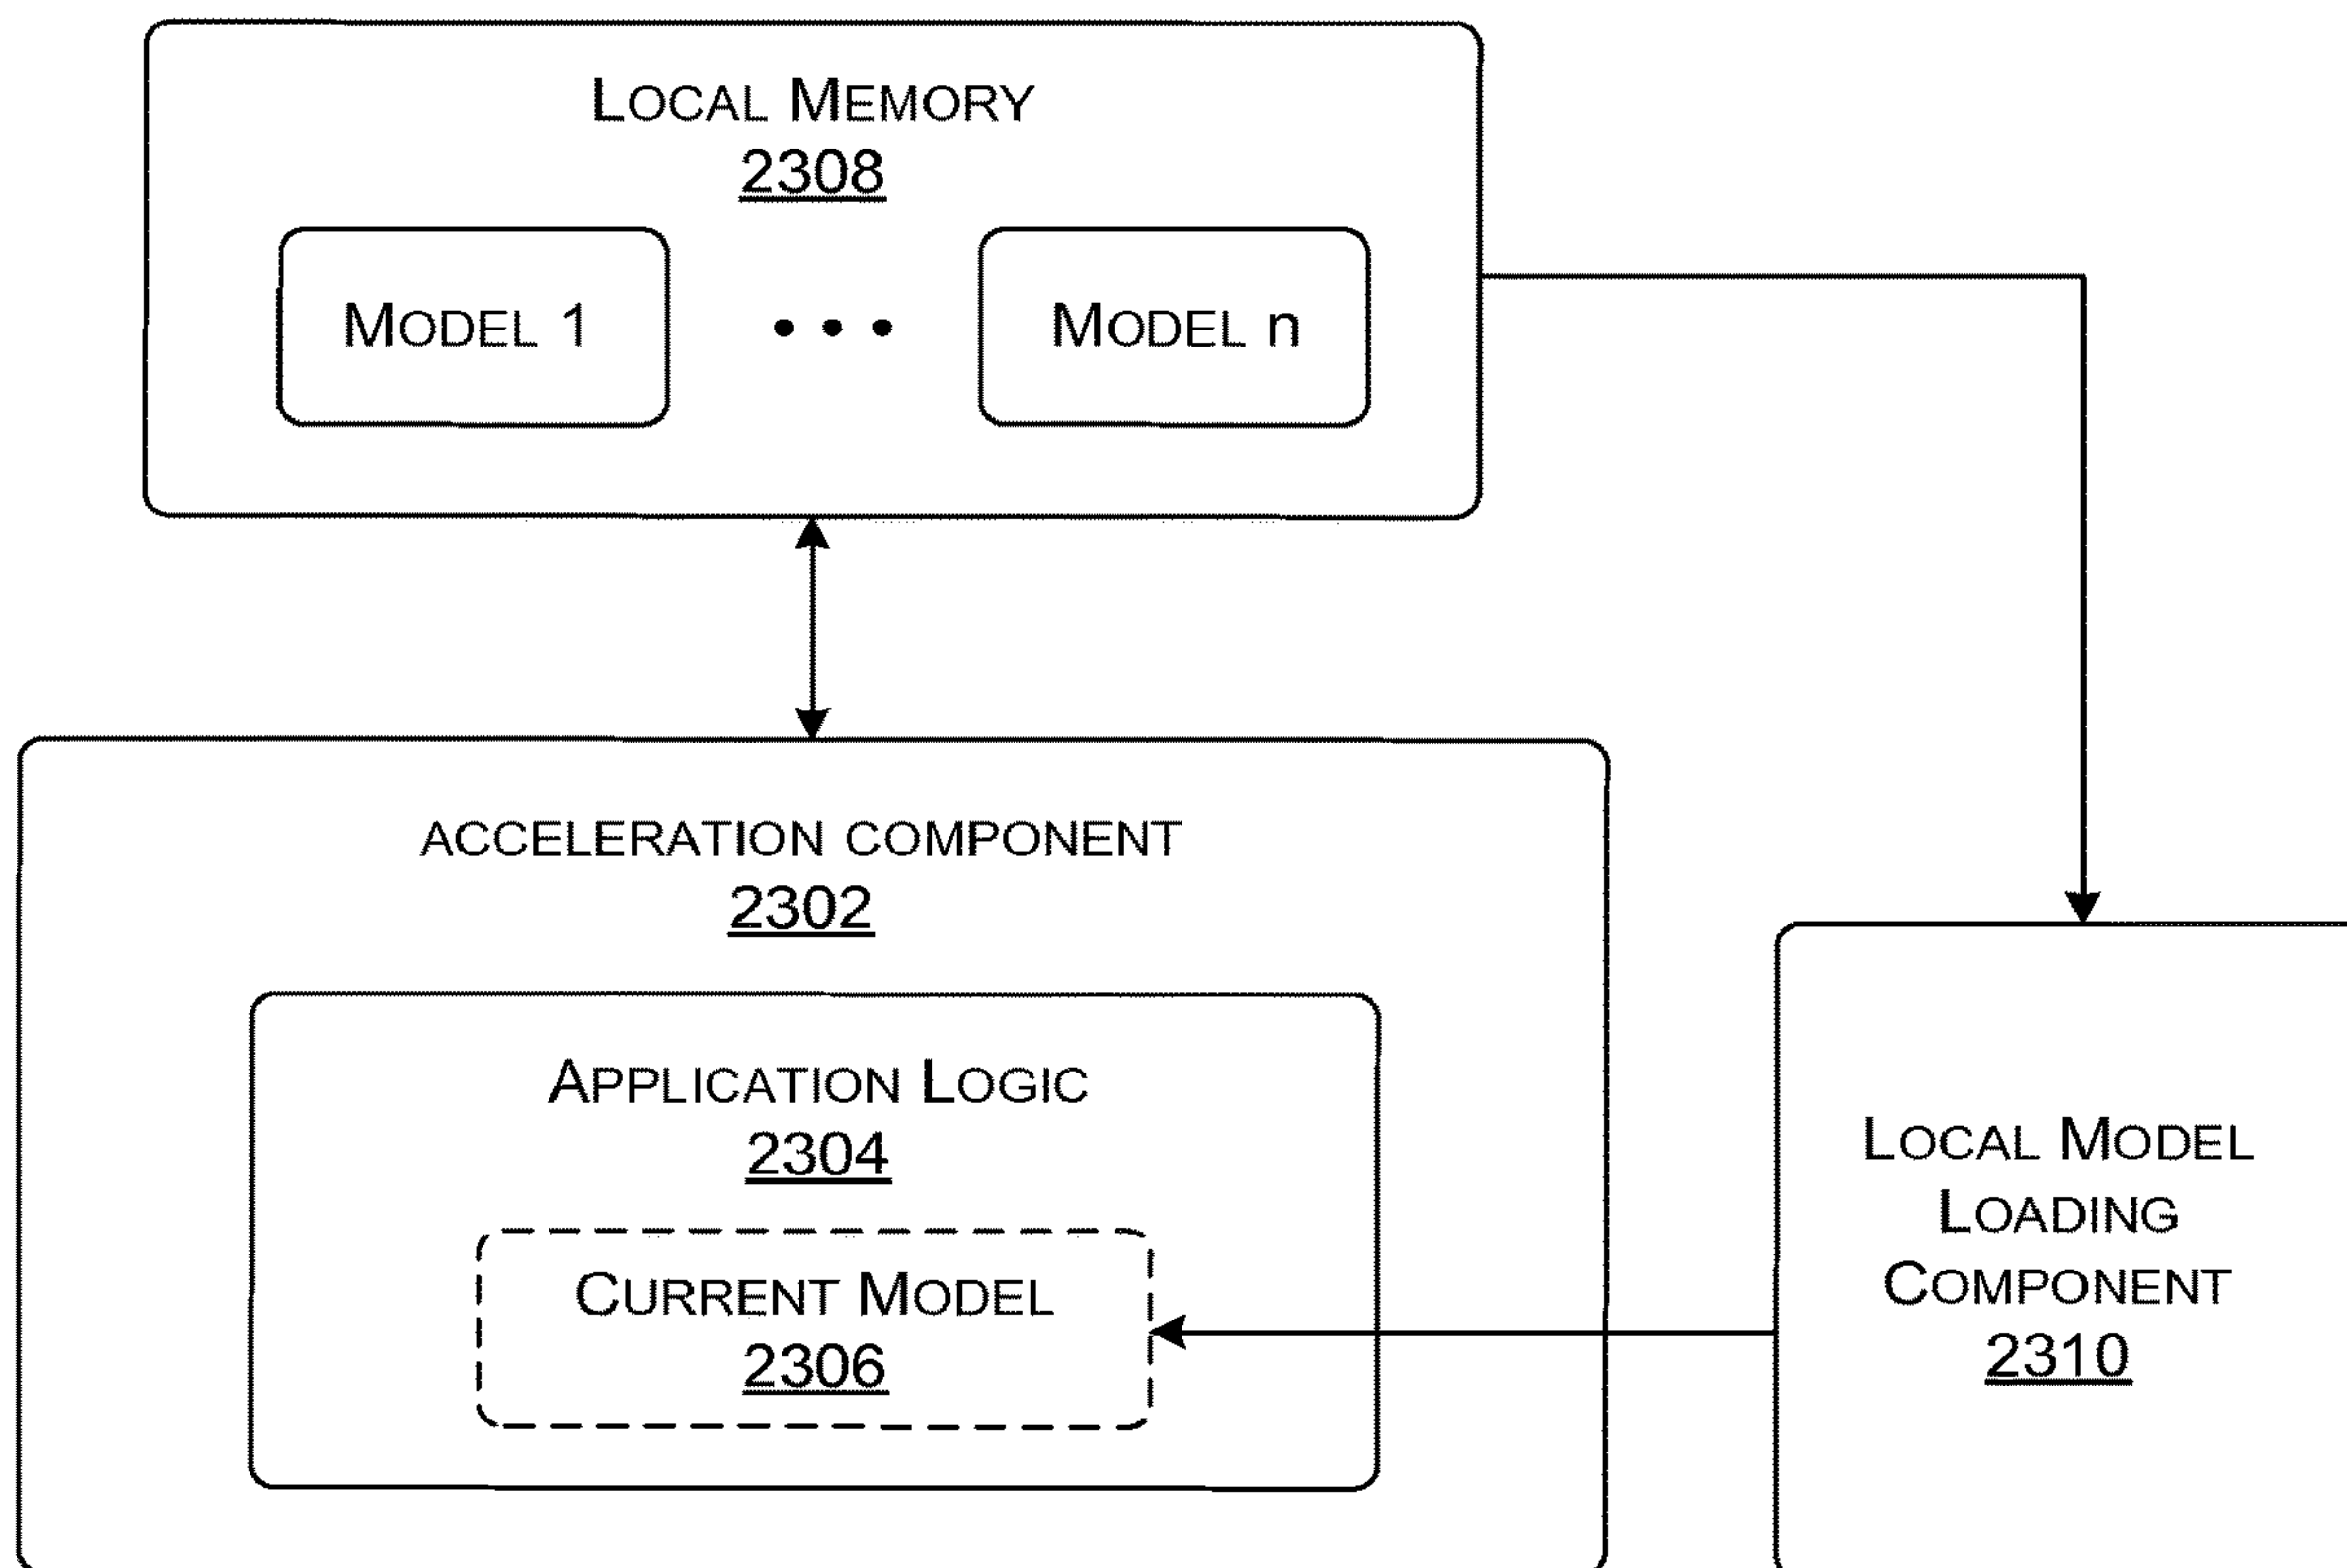 LOCAL MEMORY
2308
MODEL 1
MODEL n
ACCELERATION COMPONENT
2302
APPLICATION LOGIC
2304
CURRENT MODEL
2306
LOCAL MODEL
LOADING
COMPONENT
2310